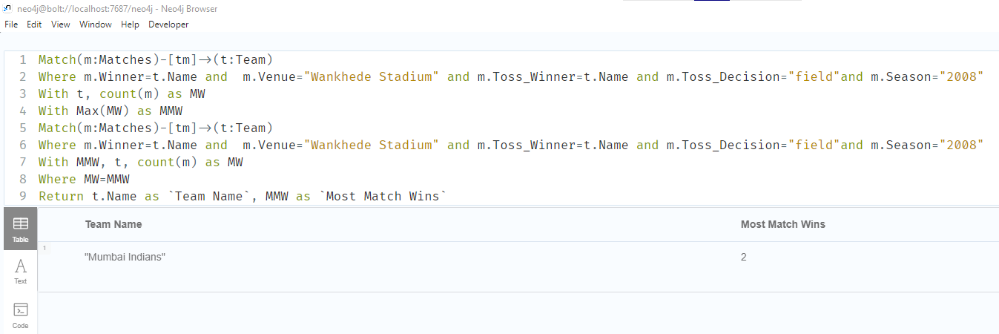 neo4j@bolt://localhost:7687/neo4j - Neo4j Browser
File Edit View Window Help Developer
1 Match(m:Matches)-[tm]->(t:Team)
2 Where m.Winner=t.Name and  m.Venue="Wankhede Stadium" and m.Toss_Winner=t.Name and m.Toss_Decision="field"and m.Season="2008"
3 With t, count(m) as MW
4 With Max(MW) as MMW
5 Match(m:Matches)-[tm]->(t:Team)
6 Where m.Winner=t.Name and  m.Venue="Wankhede Stadium" and m.Toss_Winner=t.Name and m.Toss_Decision="field"and m.Season="2008"
7 With MMW, t, count(m) as MW
8 Where MW=MMW
9 Return t.Name as `Team Name`, MMW as `Most Match Wins`
Table
Team Name Most Match Wins
1
"Mumbai Indians" 2
A
Text
Code